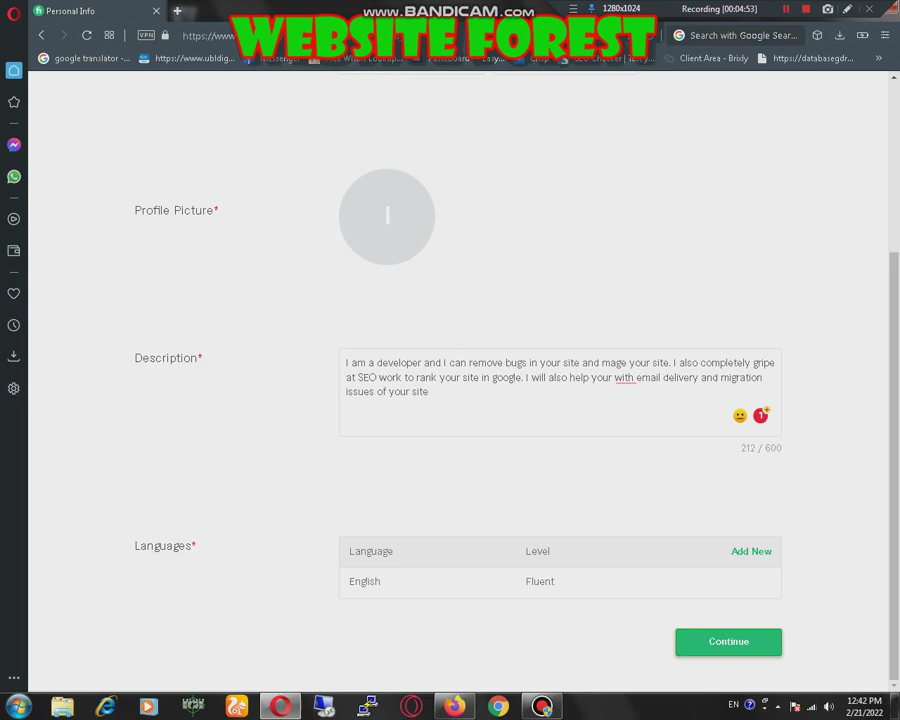 www.BANDICAM.com
1280x1024
Recording [00:04:53]
Personal Info
VPN
https://www
WEBSITE FOREST
Search with Google Sear...
google translator -...
https://www.ubldig
Client Area - Brixly
https://databasegdr...
Profile Picture*
I
Description*
I am a developer and I can remove bugs in your site and mage your site. I also completely gripe
at SEO work to rank your site in google. I will also help your with email delivery and migration
issues of your site
1
212 / 600
Languages*
Language Level Add New
English Fluent
Continue
EN
12:42 PM
2/21/2022